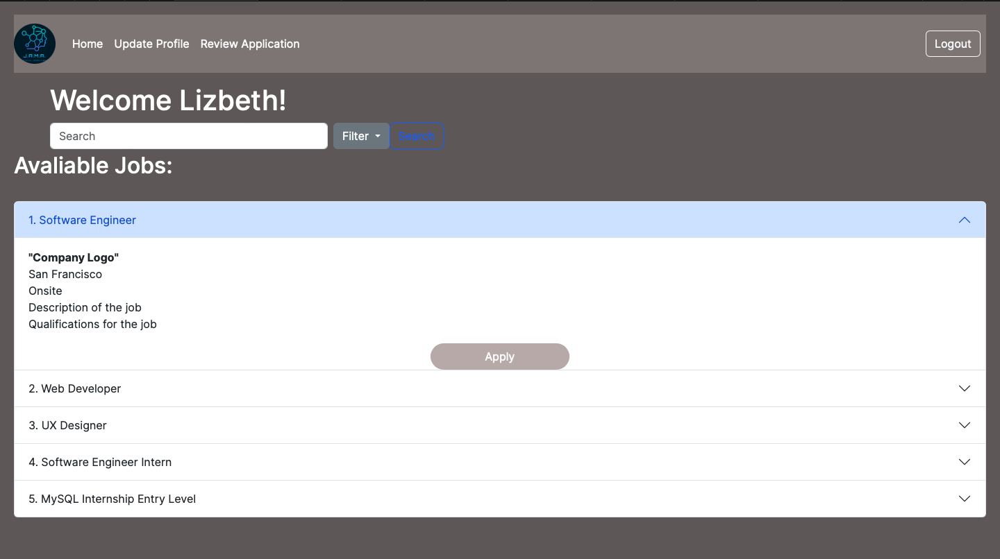 J.A.M.A.
Home Update Profile Review Application Logout
Welcome Lizbeth!
Search Filter Search
Avaliable Jobs:
1. Software Engineer
"Company Logo"
San Francisco
Onsite
Description of the job
Qualifications for the job
Apply
2. Web Developer
3. UX Designer
4. Software Engineer Intern
5. MySQL Internship Entry Level